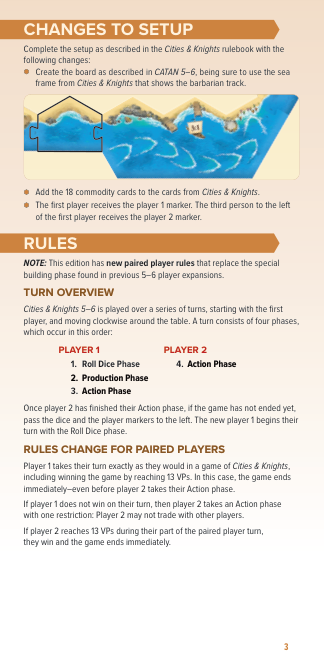 CHANGES TO SETUP
Complete the setup as described in the Cities & Knights rulebook with the
following changes:
Create the board as described in CATAN 5–6, being sure to use the sea
frame from Cities & Knights that shows the barbarian track.
3:1
Add the 18 commodity cards to the cards from Cities & Knights.
The first player receives the player 1 marker. The third person to the left
of the first player receives the player 2 marker.
RULES
NOTE: This edition has new paired player rules that replace the special
building phase found in previous 5–6 player expansions.
TURN OVERVIEW
Cities & Knights 5–6 is played over a series of turns, starting with the first
player, and moving clockwise around the table. A turn consists of four phases,
which occur in this order:
PLAYER 1 PLAYER 2
1. Roll Dice Phase 4. Action Phase
2. Production Phase
3. Action Phase
Once player 2 has finished their Action phase, if the game has not ended yet,
pass the dice and the player markers to the left. The new player 1 begins their
turn with the Roll Dice phase.
RULES CHANGE FOR PAIRED PLAYERS
Player 1 takes their turn exactly as they would in a game of Cities & Knights,
including winning the game by reaching 13 VPs. In this case, the game ends
immediately—even before player 2 takes their Action phase.
If player 1 does not win on their turn, then player 2 takes an Action phase
with one restriction: Player 2 may not trade with other players.
If player 2 reaches 13 VPs during their part of the paired player turn,
they win and the game ends immediately.
3